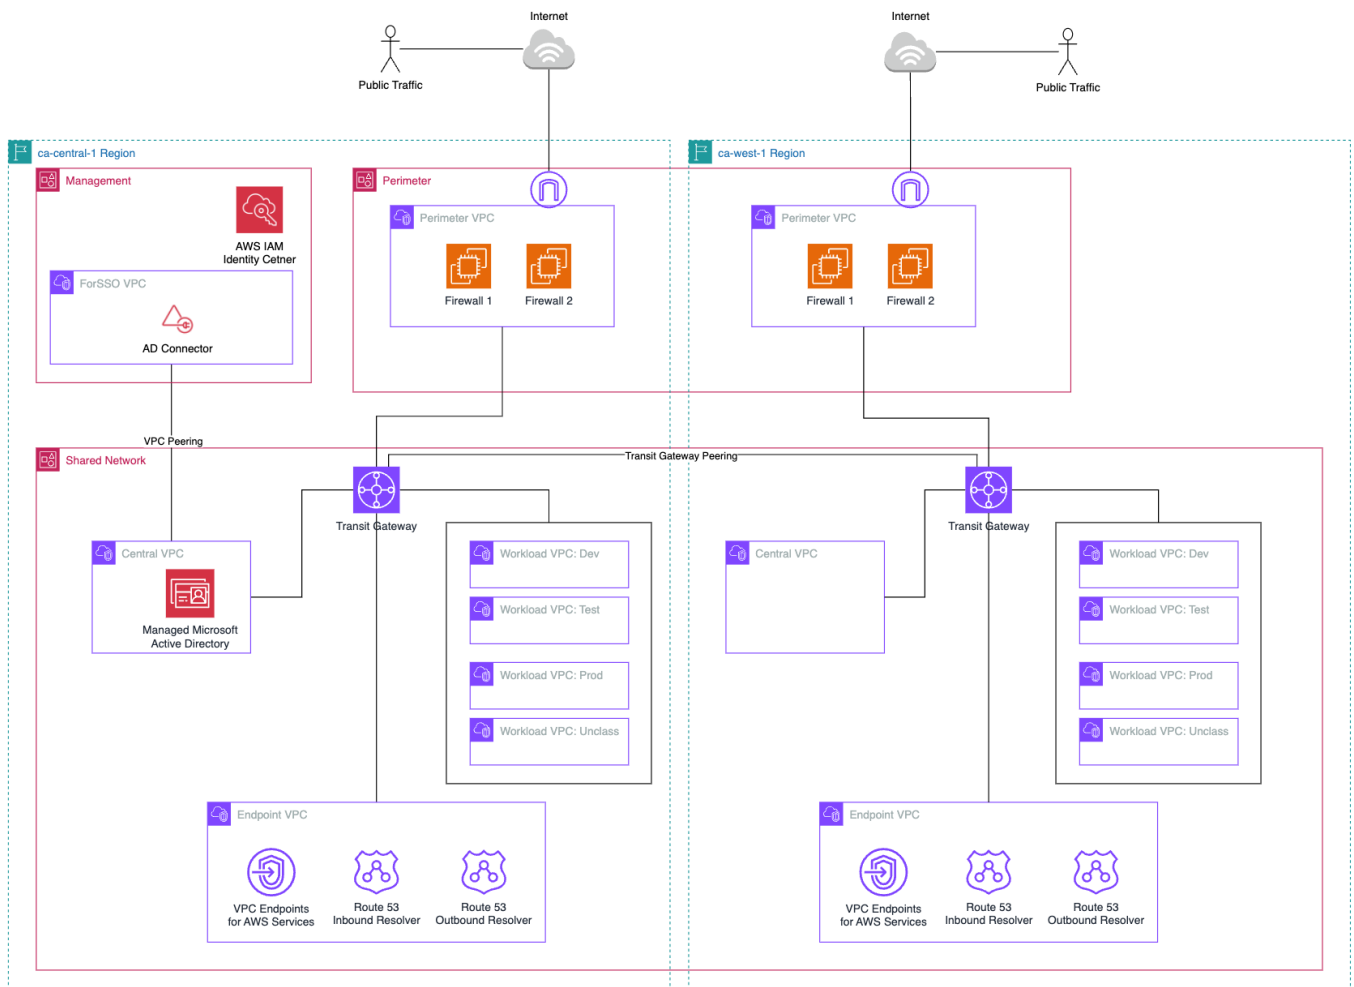 Internet
Internet
Public Traffic
Public Traffic
ca-central-1 Region
ca-west-1 Region
Management
Perimeter
AWS IAM
Identity Cetner
Perimeter VPC
Perimeter VPC
ForSSO VPC
Firewall 1
Firewall 2
Firewall 1
Firewall 2
AD Connector
VPC Peering
Shared Network
Transit Gateway Peering
Transit Gateway
Transit Gateway
Central VPC
Managed Microsoft
Active Directory
Workload VPC: Dev
Workload VPC: Test
Workload VPC: Prod
Workload VPC: Unclass
Central VPC
Workload VPC: Dev
Workload VPC: Test
Workload VPC: Prod
Workload VPC: Unclass
Endpoint VPC
VPC Endpoints
for AWS Services
Route 53
Inbound Resolver
Route 53
Outbound Resolver
Endpoint VPC
VPC Endpoints
for AWS Services
Route 53
Inbound Resolver
Route 53
Outbound Resolver